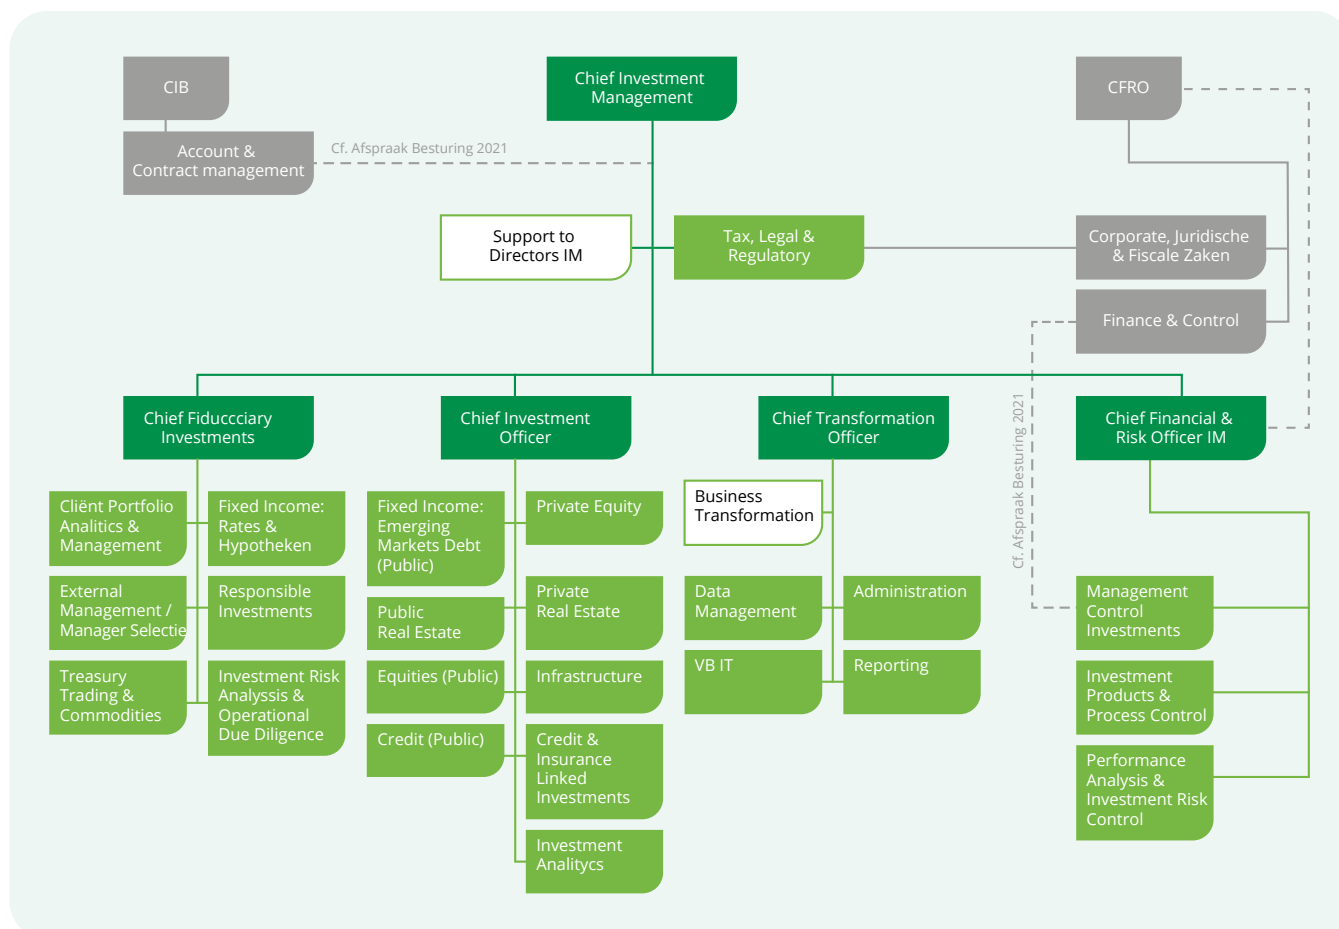 CIB
Chief Investment
Management
CFRO
Account &
Contract management
Cf. Afspraak Besturing 2021
Support to
Directors IM
Tax, Legal &
Regulatory
Corporate, Juridische
& Fiscale Zaken
Finance & Control
Cf. Afspraak Besturing 2021
Chief Fiduccciary
Investments
Chief Investment
Officer
Chief Transformation
Officer
Chief Financial &
Risk Officer IM
Cliënt Portfolio
Analitics &
Management
Fixed Income:
Rates &
Hypotheken
External
Management /
Manager Selectie
Responsible
Investments
Treasury
Trading &
Commodities
Investment Risk
Analyssis &
Operational
Due Diligence
Fixed Income:
Emerging
Markets Debt
(Public)
Private Equity
Public
Real Estate
Private
Real Estate
Equities (Public)
Infrastructure
Credit (Public)
Credit &
Insurance
Linked
Investments
Investment
Analitycs
Business
Transformation
Data
Management
Administration
VB IT
Reporting
Management
Control
Investments
Investment
Products &
Process Control
Performance
Analysis &
Investment Risk
Control